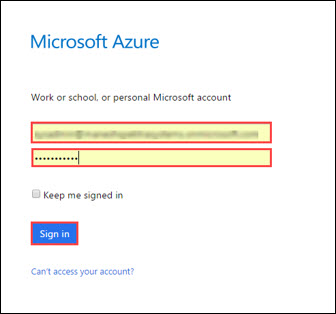 Microsoft Azure
Work or school, or personal Microsoft account
•••••••••••
Keep me signed in
Sign in
Can't access your account?